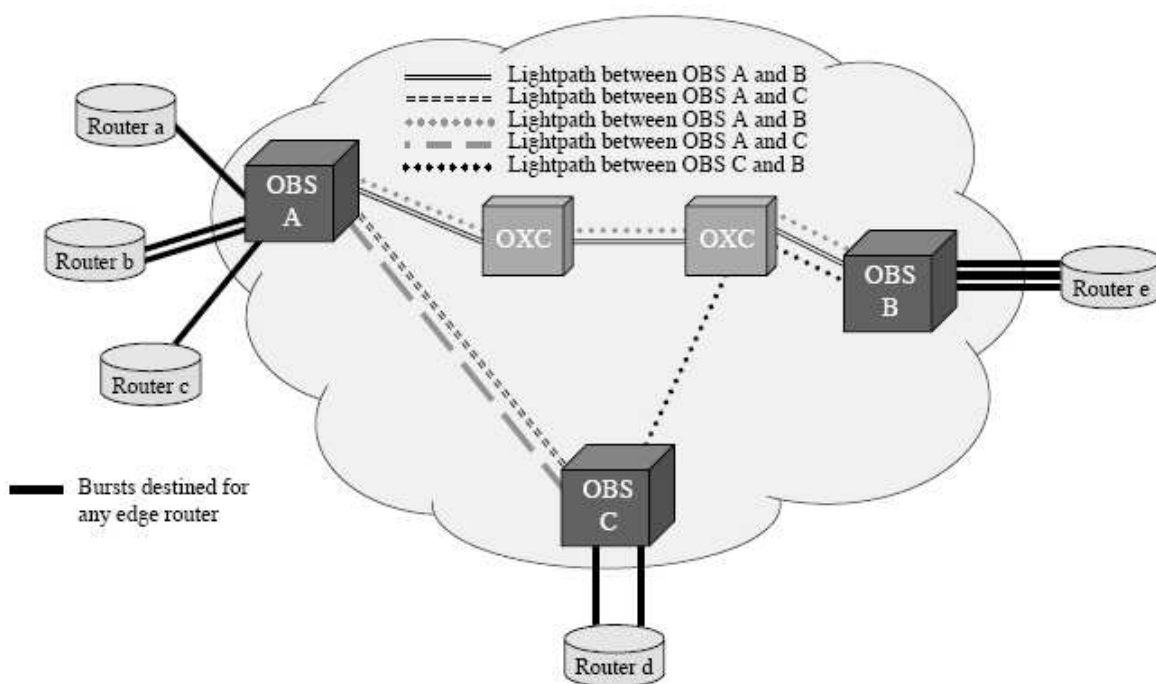 Lightpath between OBS A and B
Lightpath between OBS A and C
Lightpath between OBS A and B
Lightpath between OBS A and C
Lightpath between OBS C and B
Router a
OBS
A
Router b
OXC
OXC
OBS
B
Router e
Router c
OBS
C
Bursts destined for
any edge router
Router d